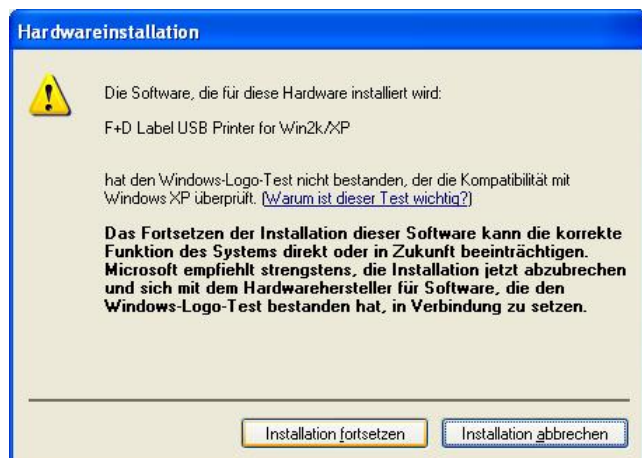 Hardwareinstallation
Die Software, die für diese Hardware installiert wird:
F+D Label USB Printer for Win2k/XP
hat den Windows-Logo-Test nicht bestanden, der die Kompatibilität mit
Windows XP überprüft. (Warum ist dieser Test wichtig?)
Das Fortsetzen der Installation dieser Software kann die korrekte
Funktion des Systems direkt oder in Zukunft beeinträchtigen.
Microsoft empfiehlt strengstens, die Installation jetzt abzubrechen
und sich mit dem Hardwarehersteller für Software, die den
Windows-Logo-Test bestanden hat, in Verbindung zu setzen.
Installation fortsetzen
Installation abbrechen